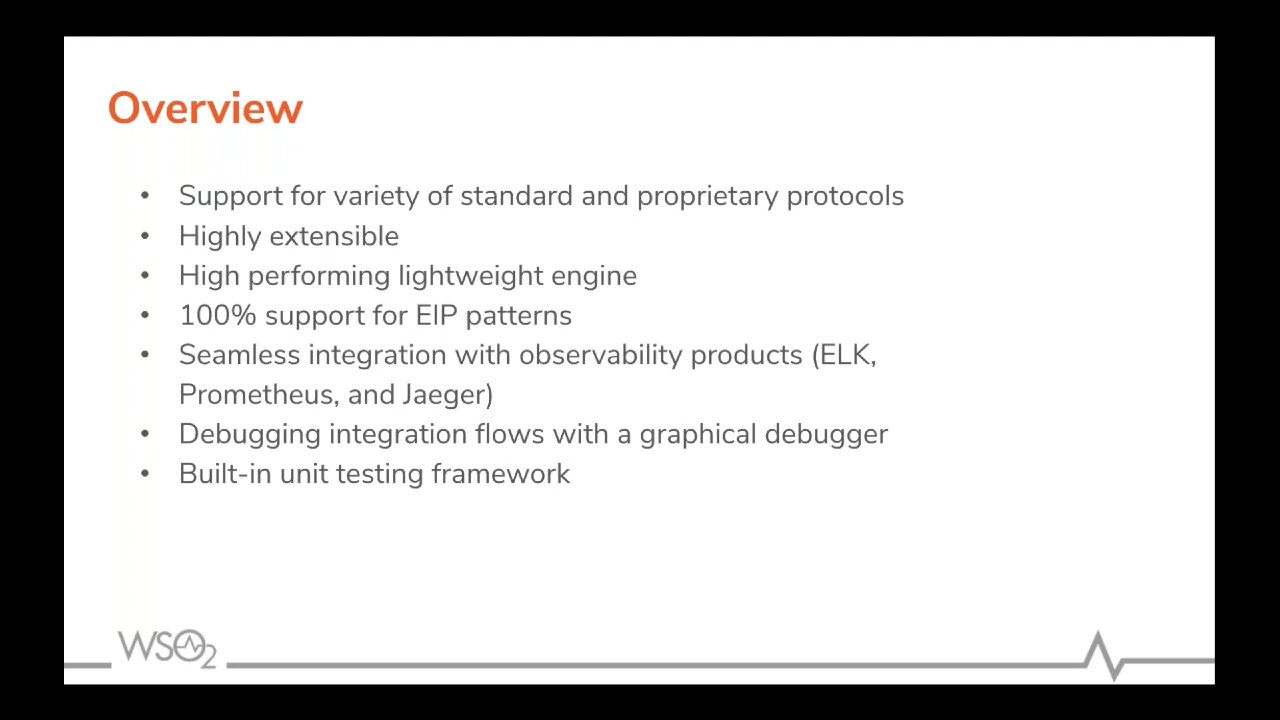 Overview
• Support for variety of standard and proprietary protocols
• Highly extensible
• High performing lightweight engine
• 100% support for EIP patterns
• Seamless integration with observability products (ELK,
Prometheus, and Jaeger)
• Debugging integration flows with a graphical debugger
• Built-in unit testing framework
WSO2